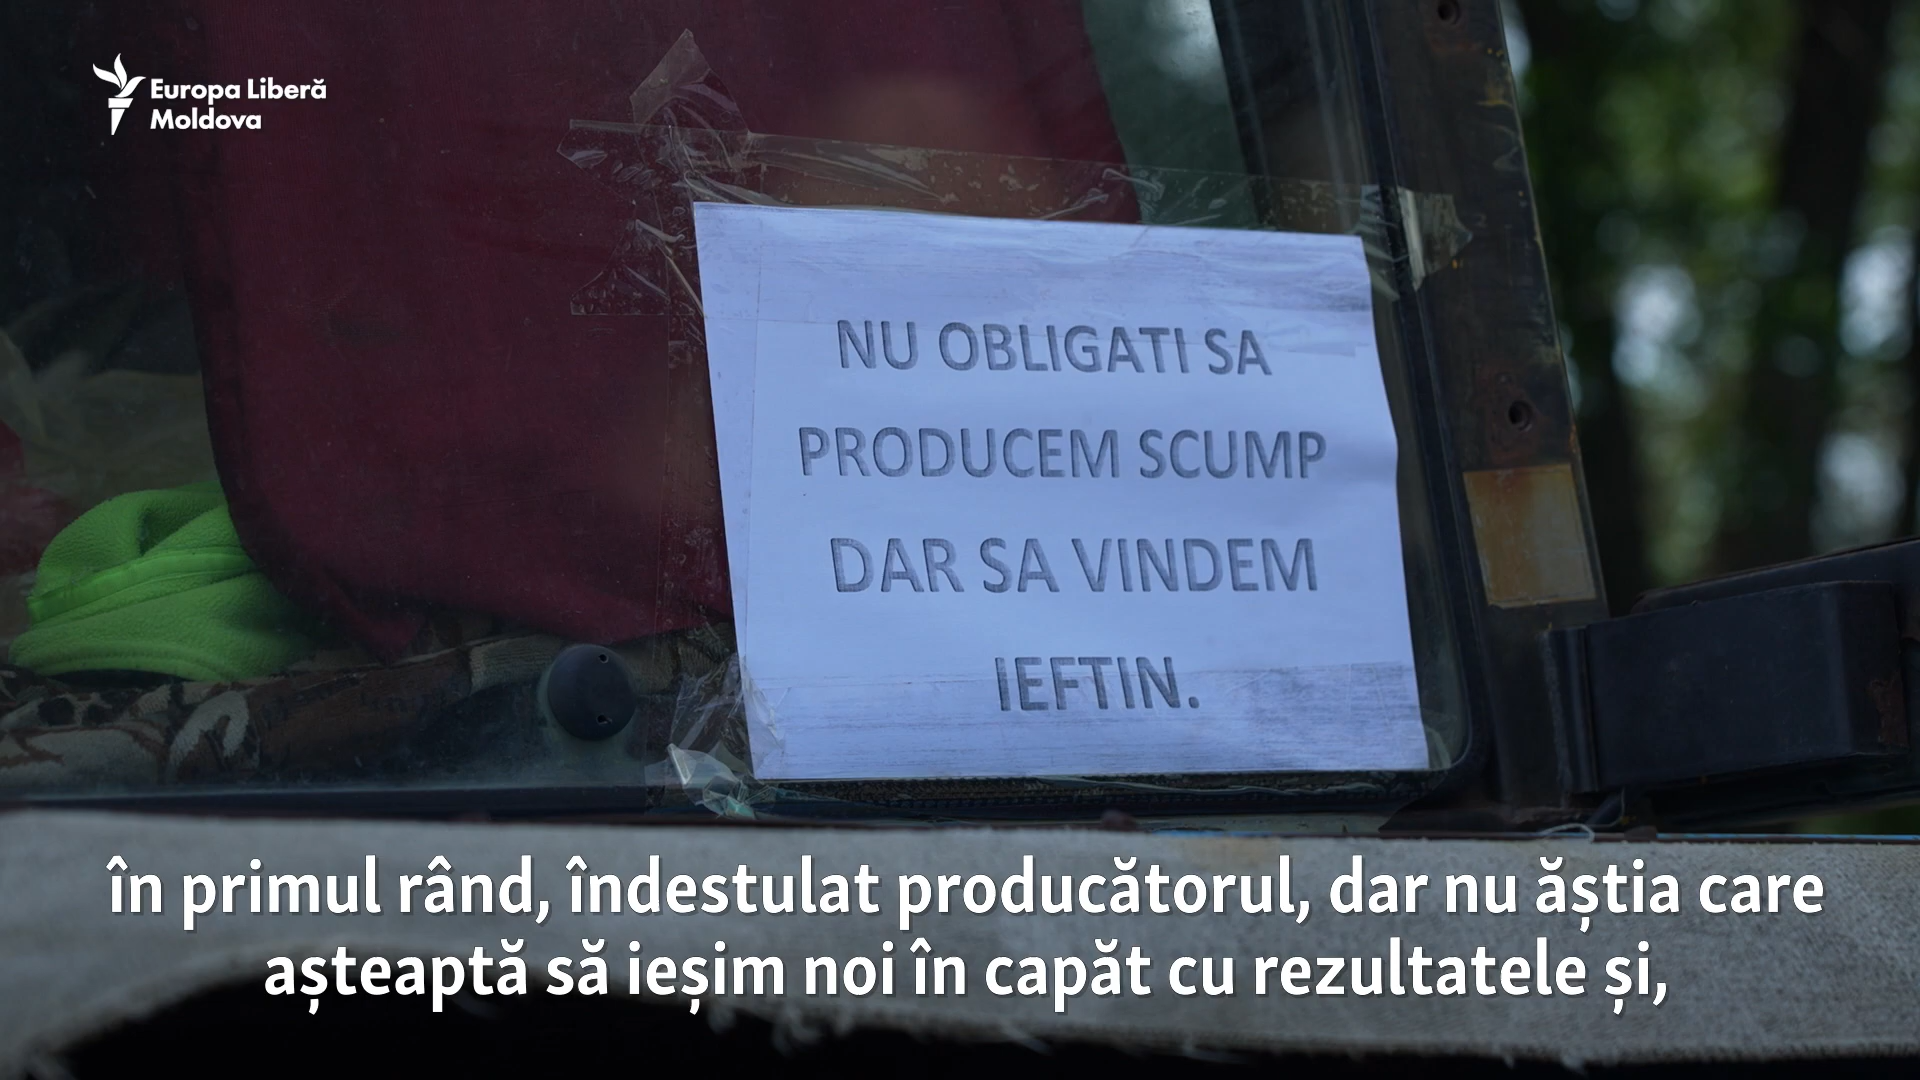 Europa Liberă
Moldova
NU OBLIGATI SA
PRODUCEM SCUMP
DAR SA VINDEM
IEFTIN.
în primul rând, îndestulat producătorul, dar nu ăștia care
așteaptă să ieșim noi în capăt cu rezultatele și,